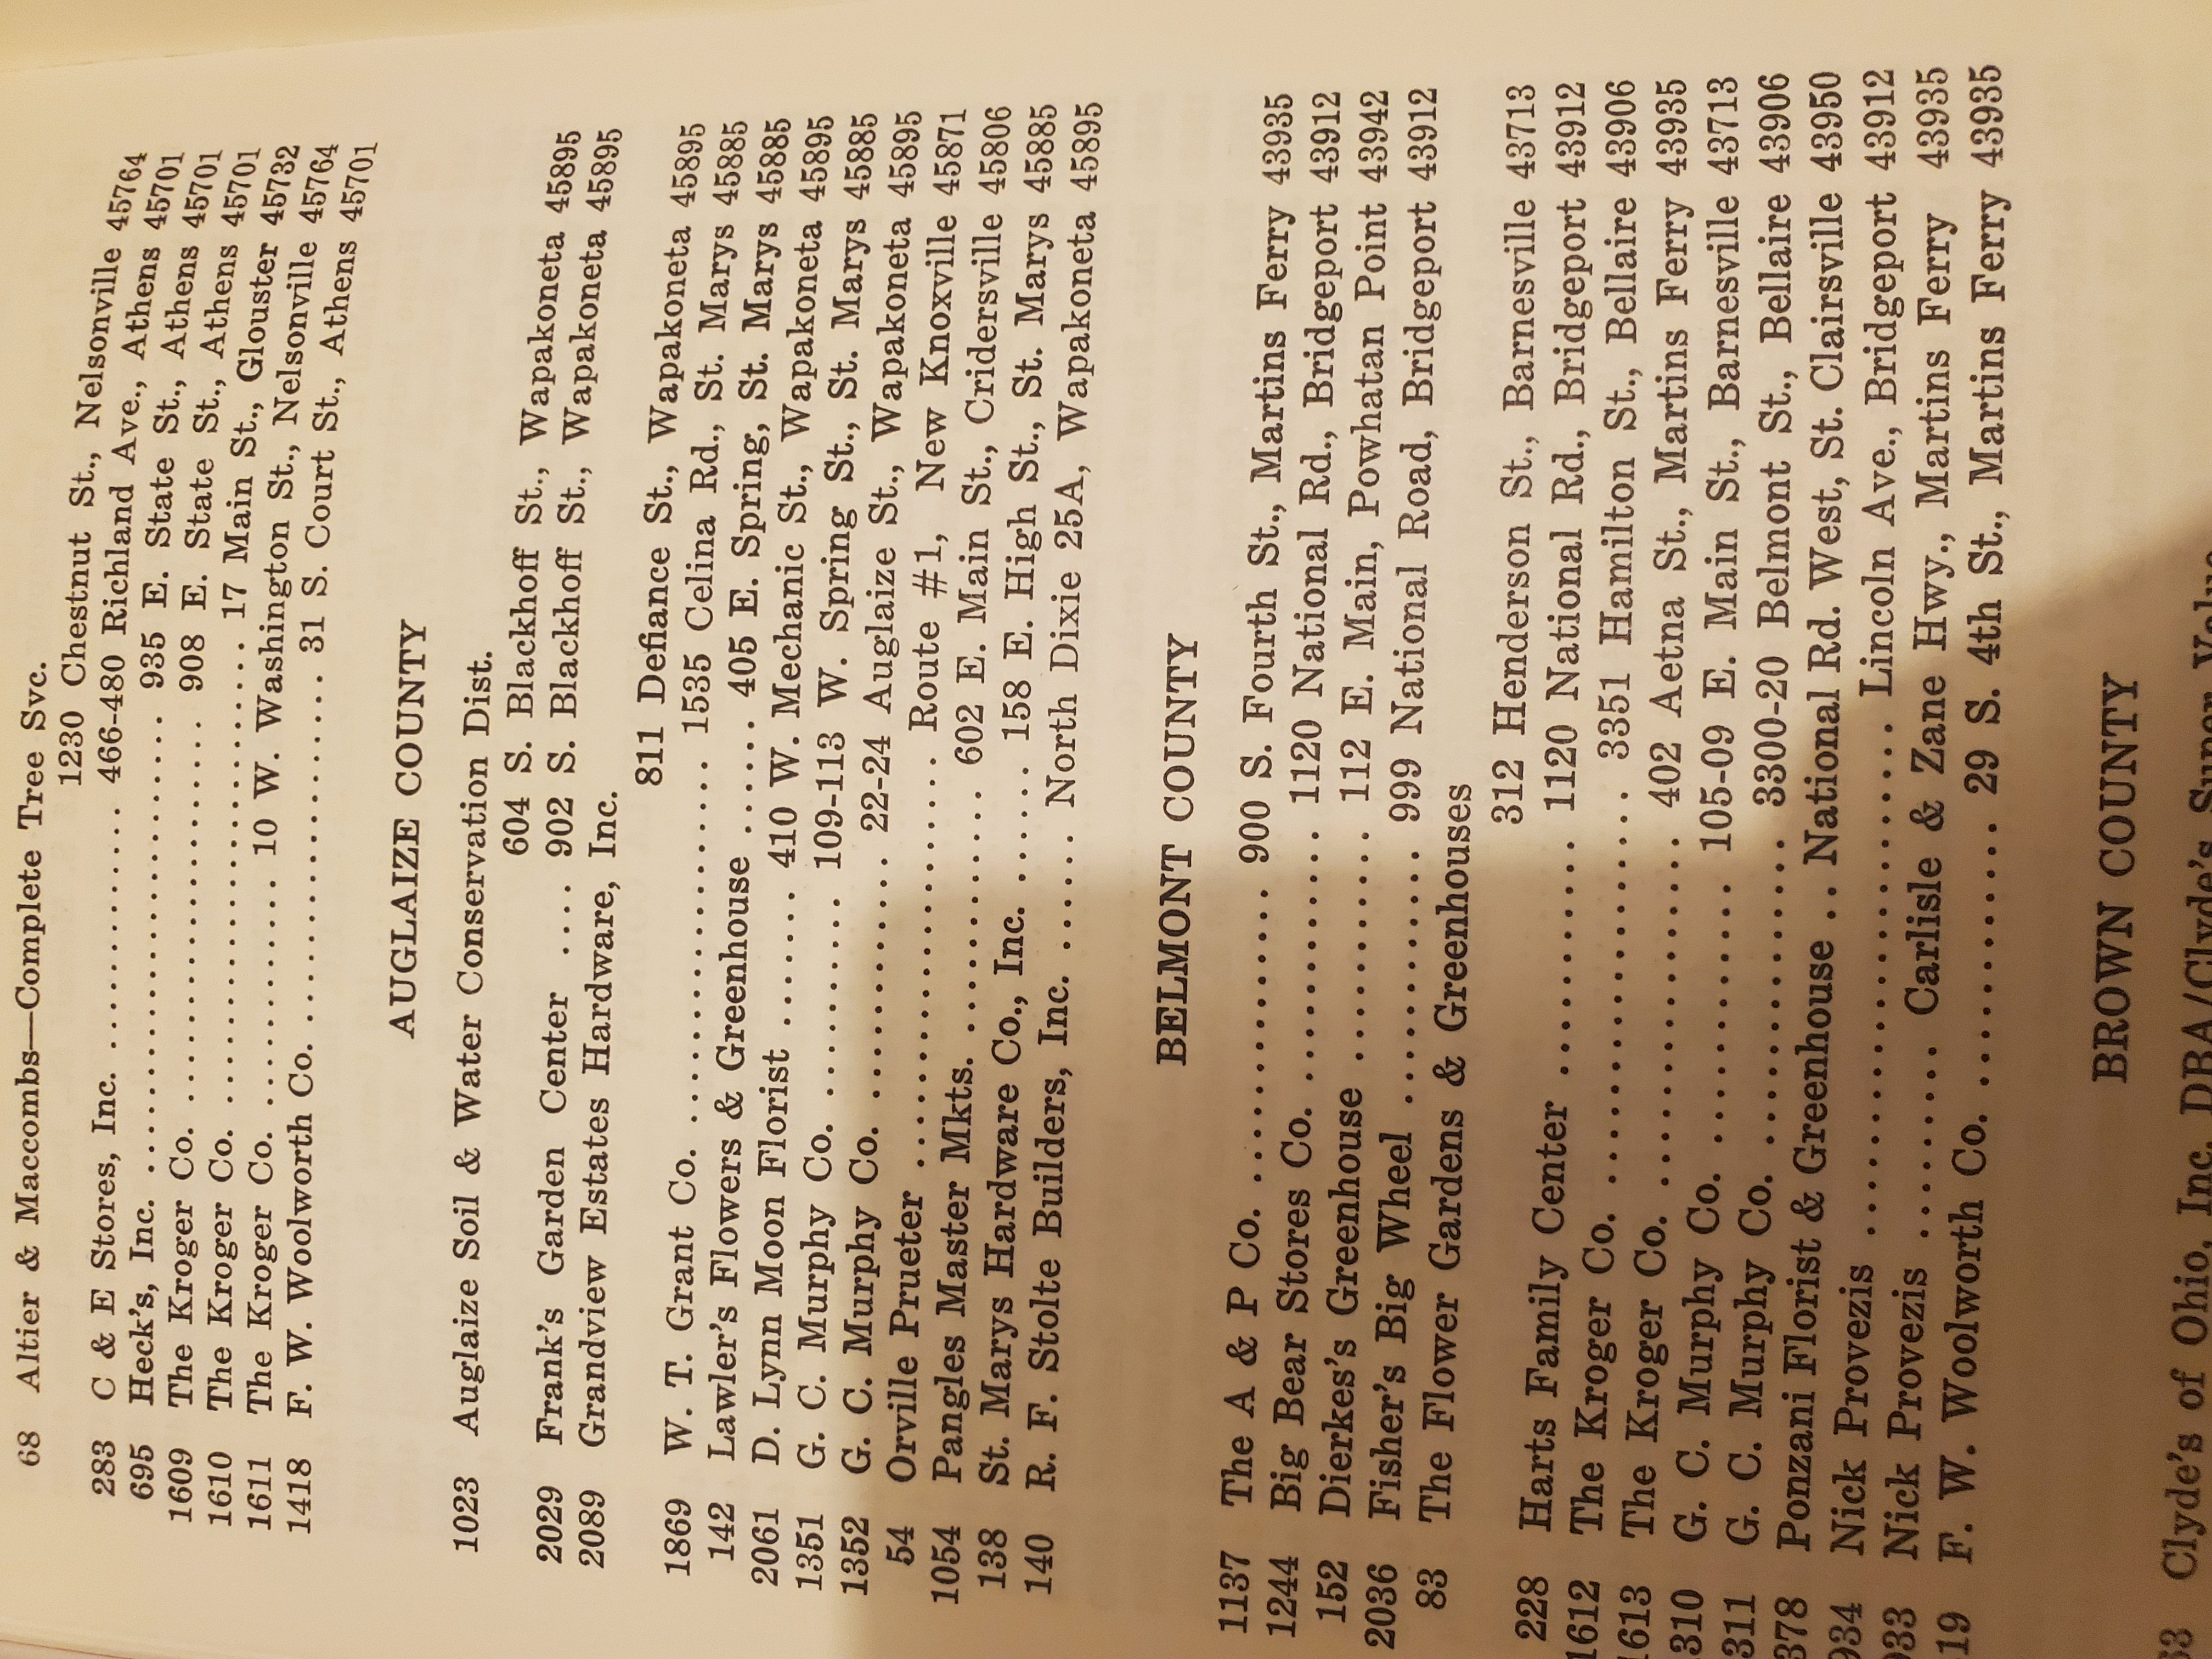 68 Altier & Maccombs—Complete Tree Svc.
1230 Chestnut St., Nelsonville 45764
283 C & E Stores, Inc. .............. 466-480 Richland Ave., Athens 45701
695 Heck's, Inc. ........................ 935 E. State St., Athens 45701
1609 The Kroger Co. ..................... 908 E. State St., Athens 45701
1610 The Kroger Co. ......................... 17 Main St., Glouster 45732
1611 The Kroger Co. ............ 10 W. Washington St., Nelsonville 45764
1418 F. W. Woolworth Co. ................... 31 S. Court St., Athens 45701
AUGLAIZE COUNTY
1023 Auglaize Soil & Water Conservation Dist.
604 S. Blackhoff St., Wapakoneta 45895
2029 Frank's Garden Center .... 902 S. Blackhoff St., Wapakoneta 45895
2089 Grandview Estates Hardware, Inc.
811 Defiance St., Wapakoneta 45895
1869 W. T. Grant Co. .................. 1535 Celina Rd., St. Marys 45885
142 Lawler's Flowers & Greenhouse ...... 405 E. Spring, St. Marys 45885
2061 D. Lynn Moon Florist ....... 410 W. Mechanic St., Wapakoneta 45895
1351 G. C. Murphy Co. ............ 109-113 W. Spring St., St. Marys 45885
1352 G. C. Murphy Co. ............. 22-24 Auglaize St., Wapakoneta 45895
54 Orville Prueter .................... Route #1, New Knoxville 45871
1054 Pangles Master Mkts. ............ 602 E. Main St., Cridersville 45806
138 St. Marys Hardware Co., Inc. ...... 158 E. High St., St. Marys 45885
140 R. F. Stolte Builders, Inc. ...... North Dixie 25A, Wapakoneta 45895
BELMONT COUNTY
1137 The A & P Co. ................ 900 S. Fourth St., Martins Ferry 43935
1244 Big Bear Stores Co. ............. 1120 National Rd., Bridgeport 43912
152 Dierkes's Greenhouse ............ 112 E. Main, Powhatan Point 43942
2036 Fisher's Big Wheel ............. 999 National Road, Bridgeport 43912
83 The Flower Gardens & Greenhouses
312 Henderson St., Barnesville 43713
228 Harts Family Center ............ 1120 National Rd., Bridgeport 43912
1612 The Kroger Co. .................. 3351 Hamilton St., Bellaire 43906
1613 The Kroger Co. ................ 402 Aetna St., Martins Ferry 43935
310 G. C. Murphy Co. ............. 105-09 E. Main St., Barnesville 43713
311 G. C. Murphy Co. .............. 3300-20 Belmont St., Bellaire 43906
378 Ponzani Florist & Greenhouse .. National Rd. West, St. Clairsville 43950
934 Nick Provezis ........................ Lincoln Ave., Bridgeport 43912
933 Nick Provezis ......... Carlisle & Zane Hwy., Martins Ferry 43935
19 F. W. Woolworth Co. ............. 29 S. 4th St., Martins Ferry 43935
BROWN COUNTY
63 Clyde's of Ohio, Inc. DBA/Clyde's Super Value